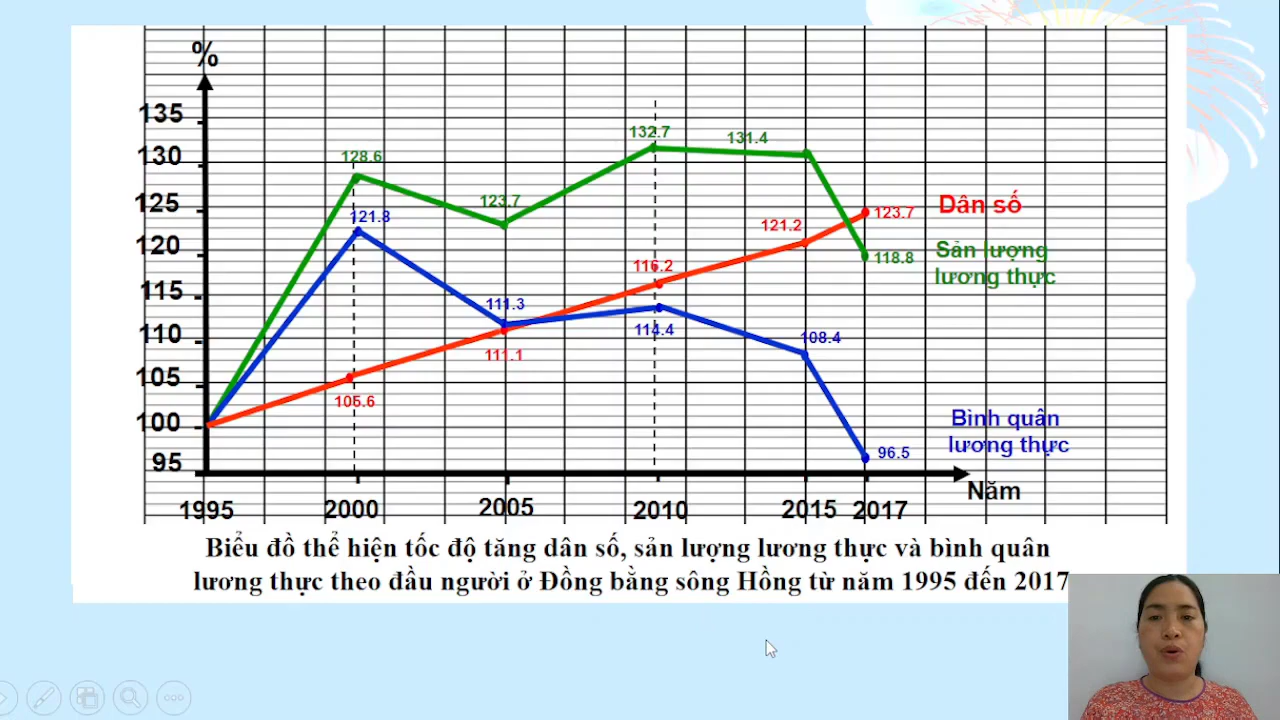 %
135
130
125
120
115
110
105
100
95
128.6
121.8
105.6
123.7
111.3
111.1
132.7
116.2
114.4
131.4
121.2
108.4
123.7
118.8
96.5
Dân số
Sản lượng
lương thực
Bình quân
lương thực
Năm
1995 2000 2005 2010 2015 2017
Biểu đồ thể hiện tốc độ tăng dân số, sản lượng lương thực và bình quân
lương thực theo đầu người ở Đồng bằng sông Hồng từ năm 1995 đến 2017